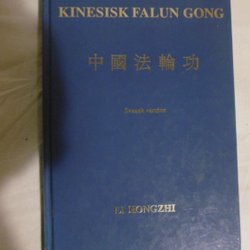 KINESISK FALUN GONG
中國法輪功
Svensk version
LI HONGZHI